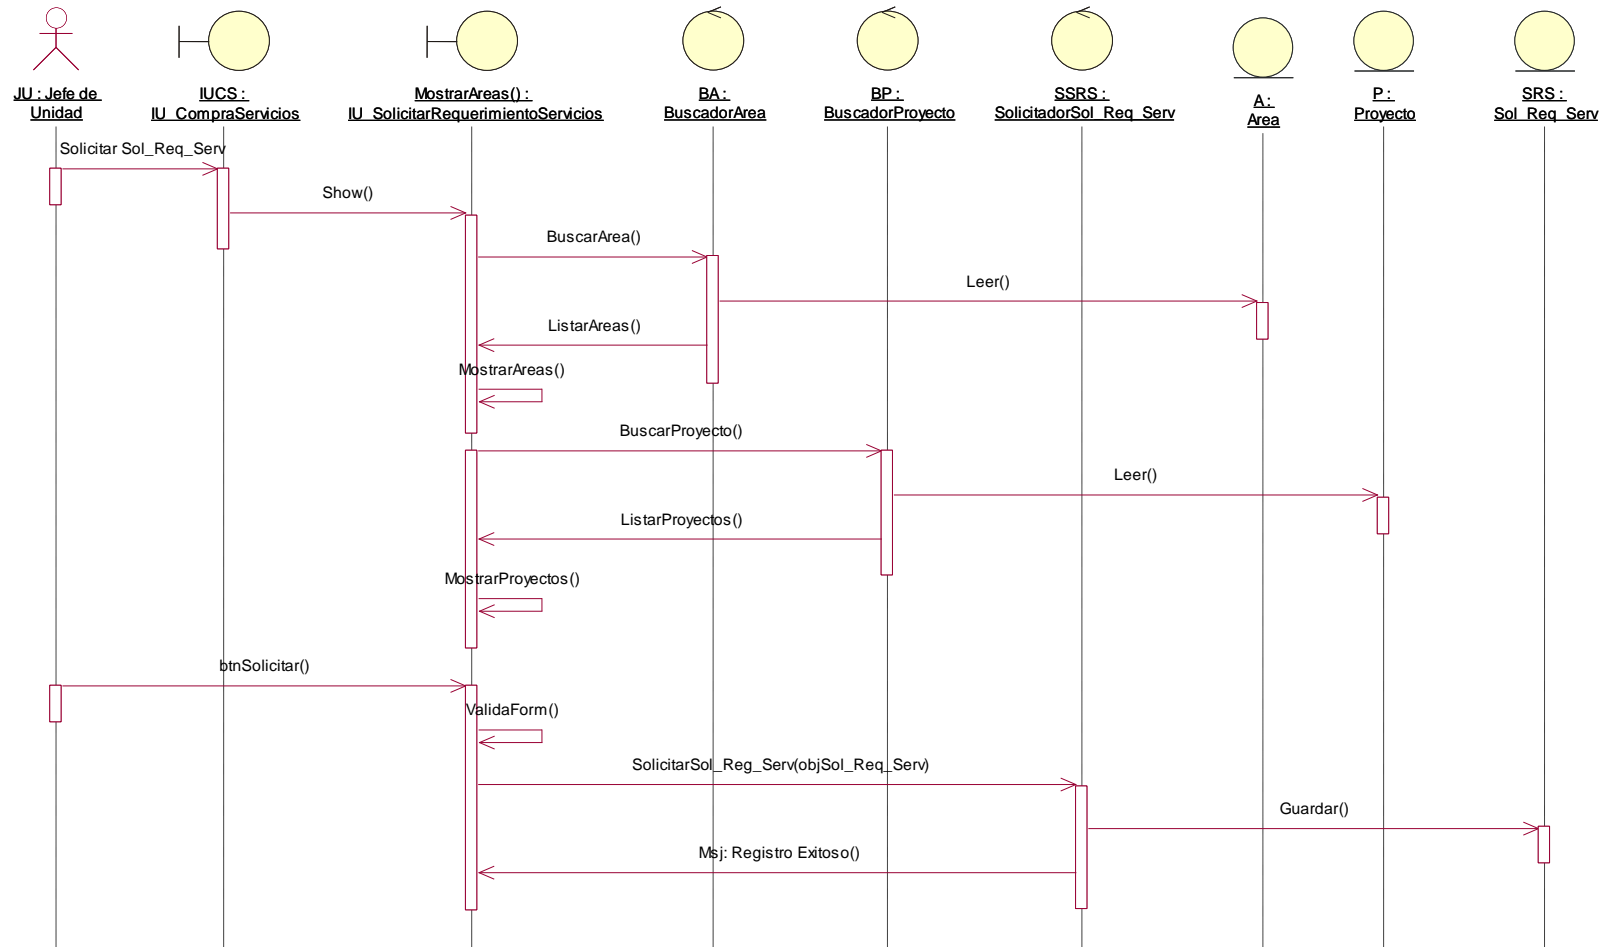 JU : Jefe de
Unidad
IUCS :
IU_CompraServicios
MostrarAreas() :
IU_SolicitarRequerimientoServicios
BA :
BuscadorArea
BP :
BuscadorProyecto
SSRS :
SolicitadorSol_Req_Serv
A :
Area
P :
Proyecto
SRS :
Sol_Req_Serv
Solicitar Sol_Req_Serv
Show()
BuscarArea()
Leer()
ListarAreas()
MostrarAreas()
BuscarProyecto()
Leer()
ListarProyectos()
MostrarProyectos()
btnSolicitar()
ValidaForm()
SolicitarSol_Reg_Serv(objSol_Req_Serv)
Guardar()
Msj: Registro Exitoso()